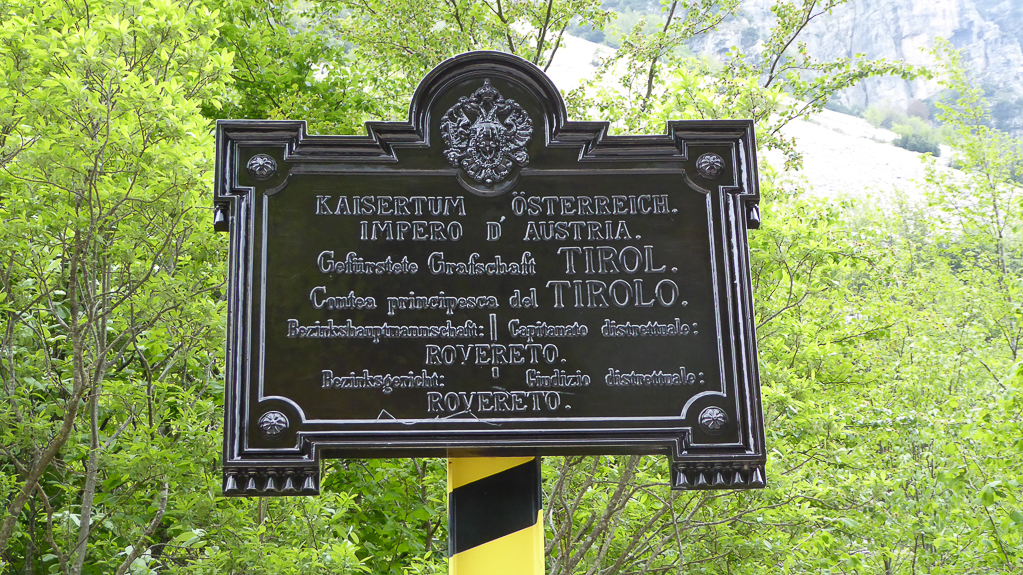 KAISERTUM ÖSTERREICH.
IMPERO D' AUSTRIA.
Gefürstete Grafschaft TIROL.
Contea principesca del TIROLO.
Bezirkshauptmannschaft: Capitanato distrettuale:
ROVERETO.
Bezirksgericht: Giudizio distrettuale:
ROVERETO.